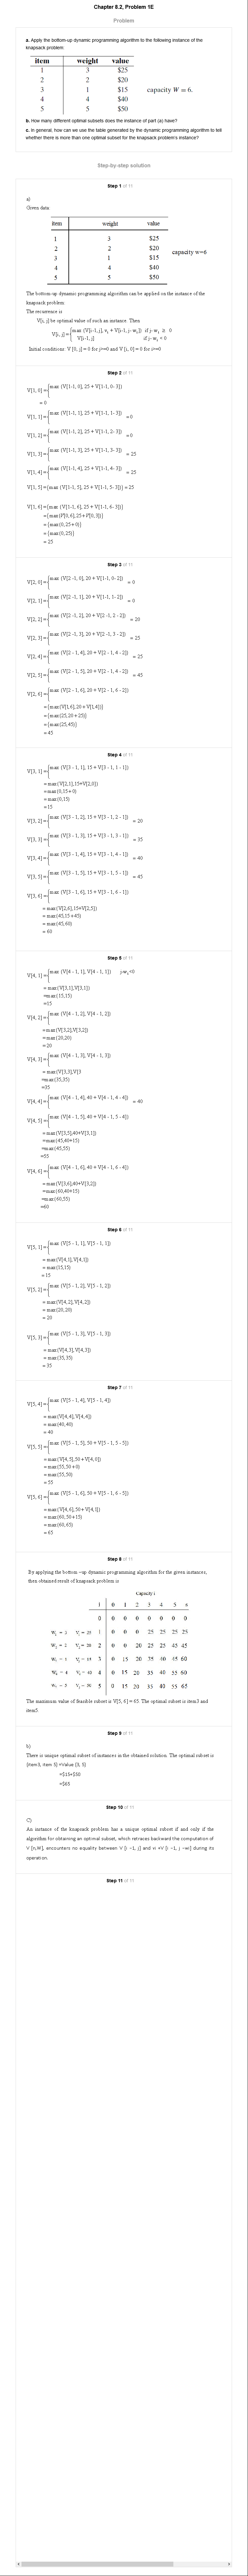 Chapter 8.2, Problem 1E
Problem
a. Apply the bottom-up dynamic programming algorithm to the following instance of the
knapsack problem:
item weight value
1 3 $25
2 2 $20
3 1 $15 capacity W = 6.
4 4 $40
5 5 $50
b. How many different optimal subsets does the instance of part (a) have?
c. In general, how can we use the table generated by the dynamic programming algorithm to tell
whether there is more than one optimal subset for the knapsack problem's instance?
Step-by-step solution
Step 1 of 11
a)
Given data
item weight value
1 3 $25
2 2 $20
3 1 $15
4 4 $40
5 5 $50
capacity w=6
The bottom-up dynamic programming algorithm can be applied on the instance of the
knapsack problem.
The recurrence is
V[i, j] be optimal value of such an instance. Then
V[i, j] = {max {V[i-1, j], vi + V[i-1, j- wi]} if j- wi ≥ 0
V[i-1, j] if j- wi < 0
Initial conditions: V [0, j] = 0 for j>=0 and V [i, 0] = 0 for i>=0
Step 2 of 11
V[1, 0]={max {V[1-1, 0], 25 + V[1-1, 0- 3]}
= 0
V[1, 1]={max {V[1-1, 1], 25 + V[1-1, 1- 3]} =0
V[1, 2]={max {V[1-1, 2], 25 + V[1-1, 2- 3]} =0
V[1, 3]={max {V[1-1, 3], 25 + V[1-1, 3- 3]} = 25
V[1, 4]={max {V[1-1, 4], 25 + V[1-1, 4- 3]} = 25
V[1, 5]={max {V[1-1, 5], 25 + V[1-1, 5- 3]} = 25
V[1, 6]={max {V[1-1, 6], 25 + V[1-1, 6- 3]}
={max{P[0,6],25+P[0,3]}
= {max{0,25+0}}
= {max{0,25}}
= 25
Step 3 of 11
V[2, 0]={max {V[2 -1, 0], 20 + V[1-1, 0- 2]} = 0
V[2, 1]={max {V[2 -1, 1], 20 + V[1-1, 1- 2]} = 0
V[2, 2]={max {V[2 -1, 2], 20 + V[2 -1, 2 - 2]} = 20
V[2, 3]={max {V[2 -1, 3], 20 + V[2 -1, 3 - 2]} = 25
V[2, 4]={max {V[2 - 1, 4], 20 + V[2 - 1, 4 - 2]} = 25
V[2, 5]={max {V[2 - 1, 5], 20 + V[2 - 1, 4 - 2]} = 45
V[2, 6]={max {V[2 - 1, 6], 20 + V[2 - 1, 6 - 2]}
= {max{V[1,6], 20 +V[1,4]}}
= {max{25,20 +25}}
= {max{25,45}}
=45
Step 4 of 11
V[3, 1]={max {V[3 - 1, 1], 15 + V[3 - 1, 1 - 1]}
= max{V[2,1],15+V[2,0]}
= max{0,15+0}
= max{0,15}
=15
V[3, 2]={max {V[3 - 1, 2], 15 + V[3 - 1, 2 - 1]} = 20
V[3, 3]={max {V[3 - 1, 3], 15 + V[3 - 1, 3 - 1]} = 35
V[3, 4]={max {V[3 - 1, 4], 15 + V[3 - 1, 4 - 1]} = 40
V[3, 5]={max {V[3 - 1, 5], 15 + V[3 - 1, 5 - 1]} = 45
V[3, 6]={max {V[3 - 1, 6], 15 + V[3 - 1, 6 - 1]}
= max{V[2,6],15+V[2,5]}
= max{45,15 +45}
= max{45,60}
= 60
Step 5 of 11
V[4, 1]={max {V[4 - 1, 1], V[4 - 1, 1]} j-wi<0
= max{V[3,1],V[3,1]}
=max{15,15}
=15
V[4, 2]={max {V[4 - 1, 2], V[4 - 1, 2]}
=max{V[3,2],V[3,2]}
=max{20,20}
=20
V[4, 3]={max {V[4 - 1, 3], V[4 - 1, 3]}
= max{V[3,3],V[3
=max{35,35}
=35
V[4, 4]={max {V[4 - 1, 4], 40 + V[4 - 1, 4 - 4]} = 40
V[4, 5]={max {V[4 - 1, 5], 40 + V[4 - 1, 5 - 4]}
= max{V[3,5],40+V[3,1]}
=max{45,40+15}
=max{45,55}
=55
V[4, 6]={max {V[4 - 1, 6], 40 + V[4 - 1, 6 - 4]}
=max{V[3,6],40+V[3,2]}
=max{60,40+15}
=max{60,55}
=60
Step 6 of 11
V[5, 1]={max {V[5 - 1, 1], V[5 - 1, 1]}
= max{V[4,1],V[4,1]}
= max{15,15}
= 15
V[5, 2]={max {V[5 - 1, 2], V[5 - 1, 2]}
= max{V[4,2],V[4,2]}
= max{20,20}
= 20
V[5, 3]={max {V[5 - 1, 3], V[5 - 1, 3]}
= max{V[4,3],V[4,3]}
= max{35,35}
= 35
Step 7 of 11
V[5, 4]={max {V[5 - 1, 4], V[5 - 1, 4]}
= max{V[4,4],V[4,4]}
= max{40,40}
= 40
V[5, 5]={max {V[5 - 1, 5], 50 + V[5 - 1, 5 - 5]}
= max{V[4,5],50+V[4,0]}
= max{55,50+0}
= max{55,50}
= 55
V[5, 6]={max {V[5 - 1, 6], 50 + V[5 - 1, 6 - 5]}
= max{V[4,6],50+V[4,1]}
= max{60,50+15}
= max{60,65}
= 65
Step 8 of 11
By applying the bottom –up dynamic programming algorithm for the given instances,
then obtained result of knapsack problem is
Capacity i
i 0 1 2 3 4 5 6
0 0 0 0 0 0 0 0
W1 = 3 V1 = 25 1 0 0 0 25 25 25 25
W2 = 2 V2 = 20 2 0 0 20 25 25 45 45
3 0 15 20 35 40 45 60
4 0 15 20 35 40 55 60
5 0 15 20 35 40 55 65
The maximum value of feasible subset is V[5, 6] = 65. The optimal subset is item3 and
item5
Step 9 of 11
b)
There is unique optimal subset of instances in the obtained solution. The optimal subset is
{item3, item 5} =Value {3, 5}
=$15+$50
=$65
Step 10 of 11
C)
An instance of the knapsack problem has a unique optimal subset if and only if the
algorithm for obtaining an optimal subset, which retraces backward the computation of
V [n,W], encounters no equality between V [i −1, j] and vi +V [i −1, j −wi] during its
operation.
Step 11 of 11